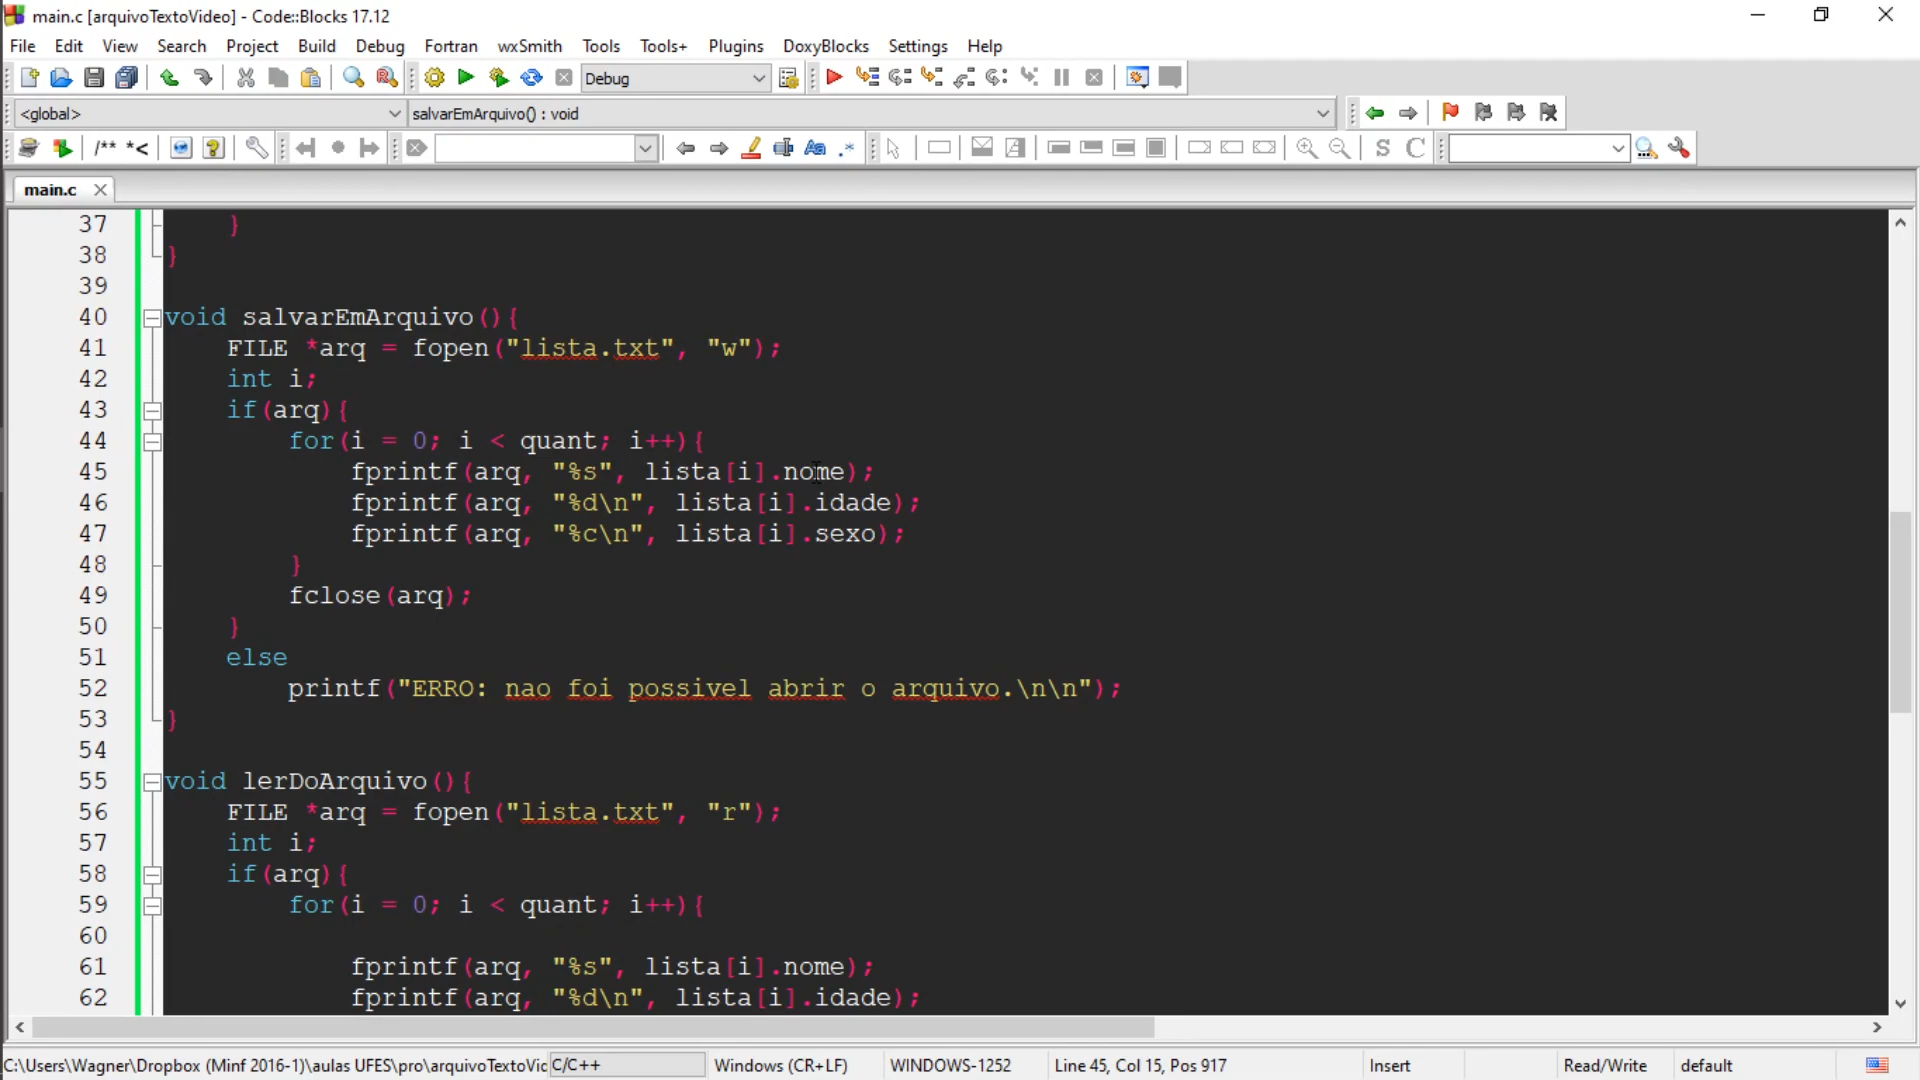 main.c [arquivoTextoVideo] - Code::Blocks 17.12
File Edit View Search Project Build Debug Fortran wxSmith Tools Tools+ Plugins DoxyBlocks Settings Help
Debug
<global> salvarEmArquivo() : void
/** *< Aa .* S C
main.c
37 }
38 }
39
40 void salvarEmArquivo(){
41 FILE *arq = fopen("lista.txt", "w");
42 int i;
43 if(arq){
44 for(i = 0; i < quant; i++){
45 fprintf(arq, "%s", lista[i].nome);
46 fprintf(arq, "%d\n", lista[i].idade);
47 fprintf(arq, "%c\n", lista[i].sexo);
48 }
49 fclose(arq);
50 }
51 else
52 printf("ERRO: nao foi possivel abrir o arquivo.\n\n");
53 }
54
55 void lerDoArquivo(){
56 FILE *arq = fopen("lista.txt", "r");
57 int i;
58 if(arq){
59 for(i = 0; i < quant; i++){
60
61 fprintf(arq, "%s", lista[i].nome);
62 fprintf(arq, "%d\n", lista[i].idade);
C:\Users\Wagner\Dropbox (Minf 2016-1)\aulas UFES\pro\arquivoTextoVic C/C++ Windows (CR+LF) WINDOWS-1252 Line 45, Col 15, Pos 917 Insert Read/Write default